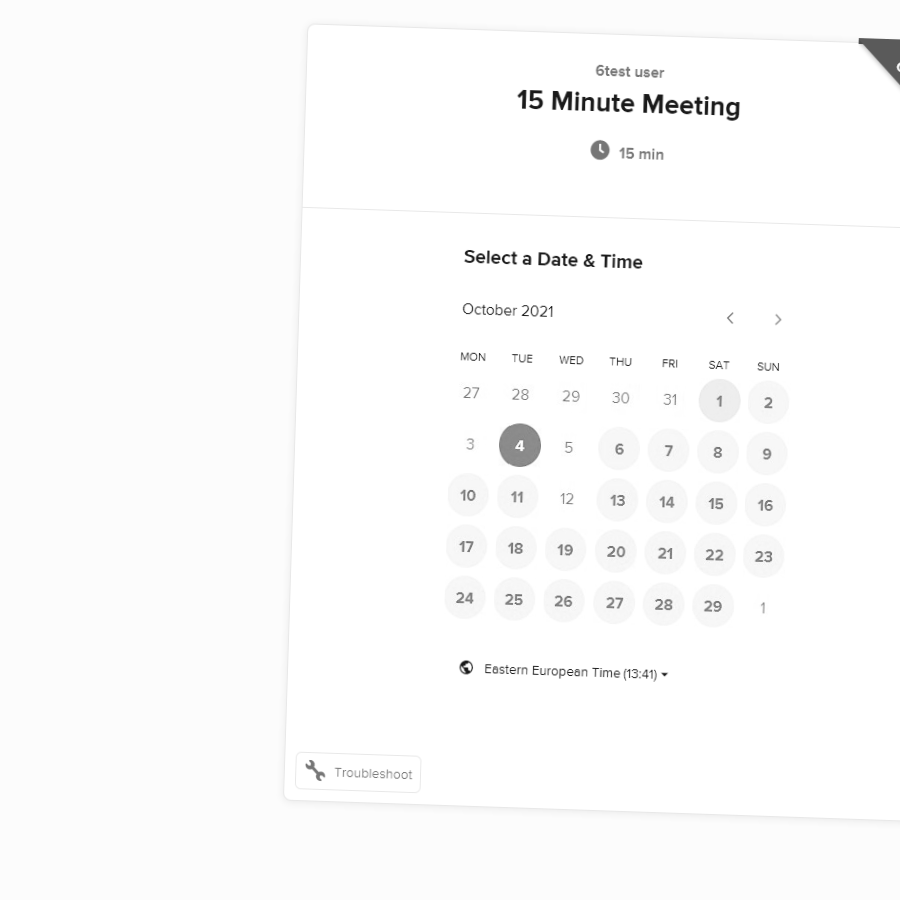 6test user
15 Minute Meeting
15 min
Select a Date & Time
October 2021
MON TUE WED THU FRI SAT SUN
27 28 29 30 31 1 2
3 4 5 6 7 8 9
10 11 12 13 14 15 16
17 18 19 20 21 22 23
24 25 26 27 28 29 1
Eastern European Time (13:41)
Troubleshoot